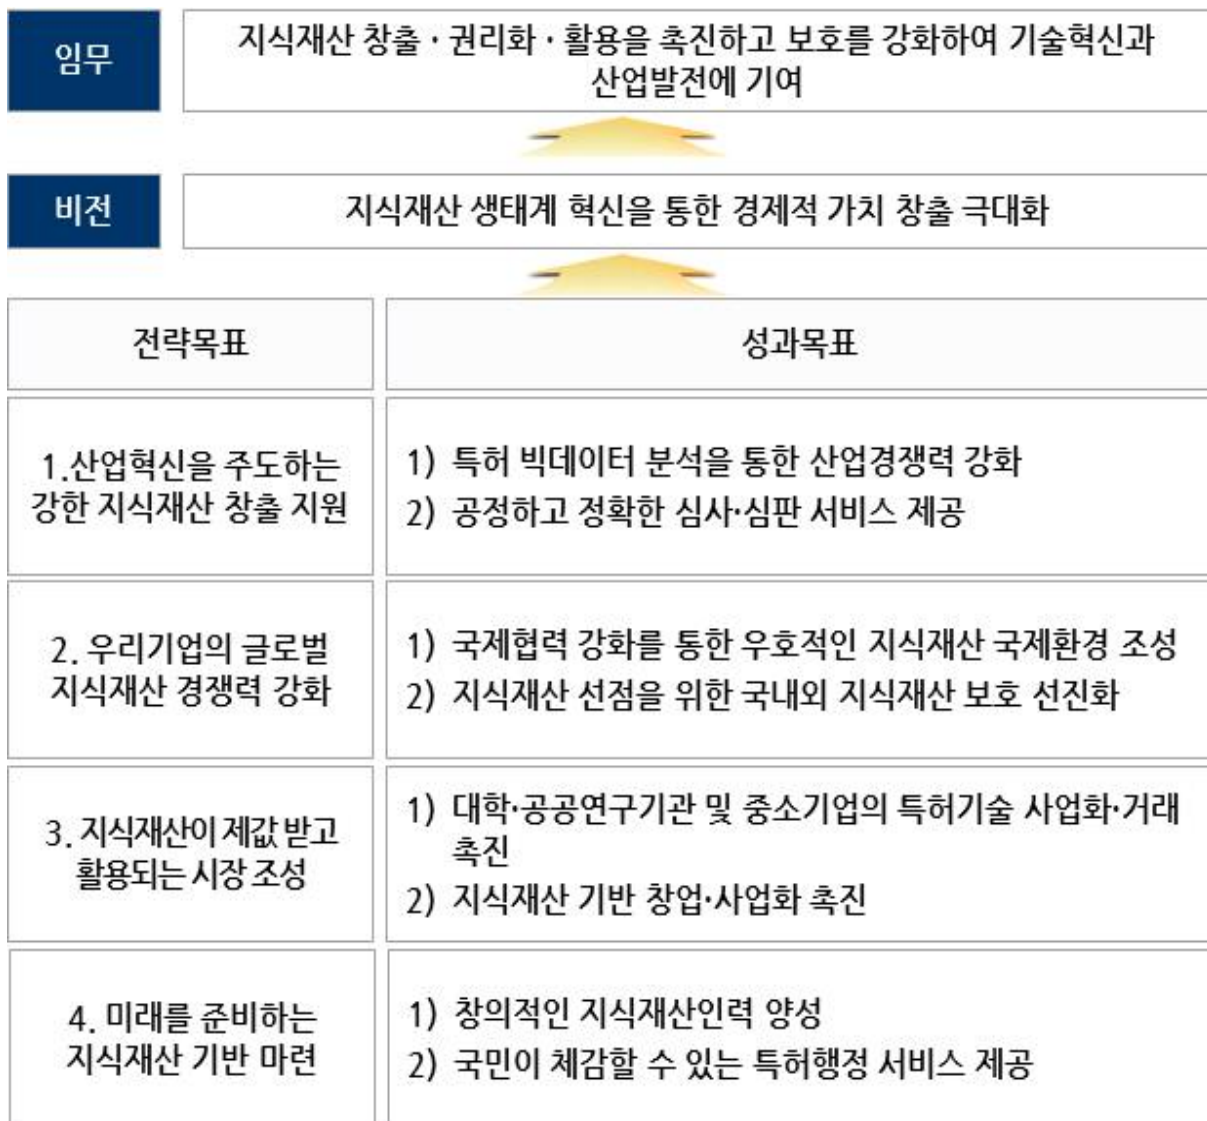 임무
지식재산 창출 · 권리화 · 활용을 촉진하고 보호를 강화하여 기술혁신과
산업발전에 기여
비전
지식재산 생태계 혁신을 통한 경제적 가치 창출 극대화
전략목표
성과목표
1.산업혁신을 주도하는
강한 지식재산 창출 지원
1) 특허 빅데이터 분석을 통한 산업경쟁력 강화
2) 공정하고 정확한 심사·심판 서비스 제공
2. 우리기업의 글로벌
지식재산 경쟁력 강화
1) 국제협력 강화를 통한 우호적인 지식재산 국제환경 조성
2) 지식재산 선점을 위한 국내외 지식재산 보호 선진화
3. 지식재산이 제값 받고
활용되는 시장 조성
1) 대학·공공연구기관 및 중소기업의 특허기술 사업화·거래
촉진
2) 지식재산 기반 창업·사업화 촉진
4. 미래를 준비하는
지식재산 기반 마련
1) 창의적인 지식재산인력 양성
2) 국민이 체감할 수 있는 특허행정 서비스 제공